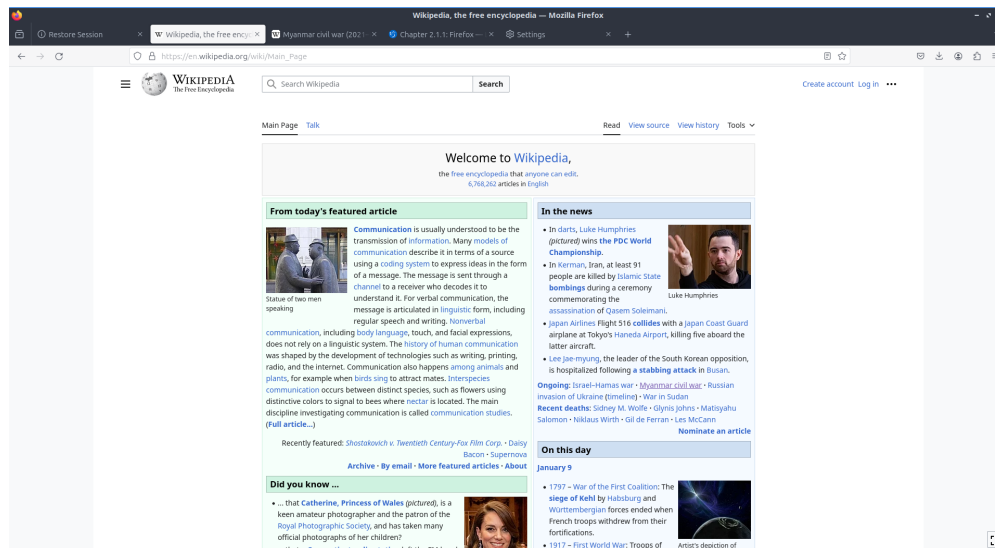 Wikipedia, the free encyclopedia — Mozilla Firefox
Restore Session
Wikipedia, the free ency
Myanmar civil war (2021
Chapter 2.1.1: Firefox —
Settings
https://en.wikipedia.org/wiki/Main_Page
WIKIPEDIA
The Free Encyclopedia
Search Wikipedia
Search
Create account Log in
Main Page Talk
Read View source View history Tools
Welcome to Wikipedia,
the free encyclopedia that anyone can edit.
6,768,262 articles in English
From today's featured article
Communication is usually understood to be the
transmission of information. Many models of
communication describe it in terms of a source
using a coding system to express ideas in the form
of a message. The message is sent through a
channel to a receiver who decodes it to
understand it. For verbal communication, the
message is articulated in linguistic form, including
regular speech and writing. Nonverbal
Statue of two men
speaking
communication, including body language, touch, and facial expressions,
does not rely on a linguistic system. The history of human communication
was shaped by the development of technologies such as writing, printing,
radio, and the internet. Communication also happens among animals and
plants, for example when birds sing to attract mates. Interspecies
communication occurs between distinct species, such as flowers using
distinctive colors to signal to bees where nectar is located. The main
discipline investigating communication is called communication studies.
(Full article...)
Recently featured: Shostakovich v. Twentieth Century-Fox Film Corp. · Daisy
Bacon · Supernova
Archive · By email · More featured articles · About
Did you know ...
• ... that Catherine, Princess of Wales (pictured), is a
keen amateur photographer and the patron of the
Royal Photographic Society, and has taken many
official photographs of her children?
In the news
• In darts, Luke Humphries
(pictured) wins the PDC World
Championship.
• In Kerman, Iran, at least 91
people are killed by Islamic State
bombings during a ceremony
commemorating the
assassination of Qasem Soleimani.
Luke Humphries
• Japan Airlines Flight 516 collides with a Japan Coast Guard
airplane at Tokyo's Haneda Airport, killing five aboard the
latter aircraft.
• Lee Jae-myung, the leader of the South Korean opposition,
is hospitalized following a stabbing attack in Busan.
Ongoing: Israel–Hamas war · Myanmar civil war · Russian
invasion of Ukraine (timeline) · War in Sudan
Recent deaths: Sidney M. Wolfe · Glynis Johns · Matisyahu
Salomon · Niklaus Wirth · Gil de Ferran · Les McCann
Nominate an article
On this day
January 9
• 1797 – War of the First Coalition: The
siege of Kehl by Habsburg and
Württembergian forces ended when
French troops withdrew from their
fortifications.
• 1917 – First World War: Troops of
Artist's depiction of